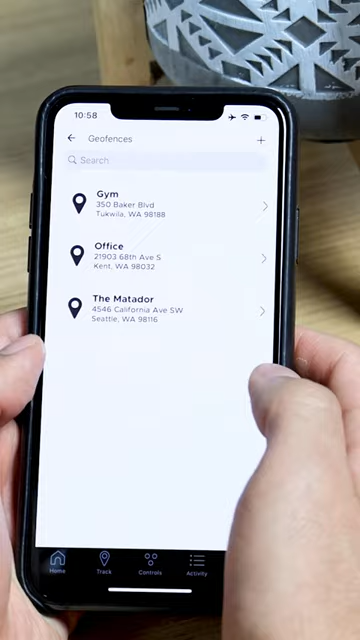 10:58
Geofences
Search
Gym
350 Baker Blvd
Tukwila, WA 98188
Office
21903 68th Ave S
Kent, WA 98032
The Matador
4546 California Ave SW
Seattle, WA 98116
Home
Track
Controls
Activity